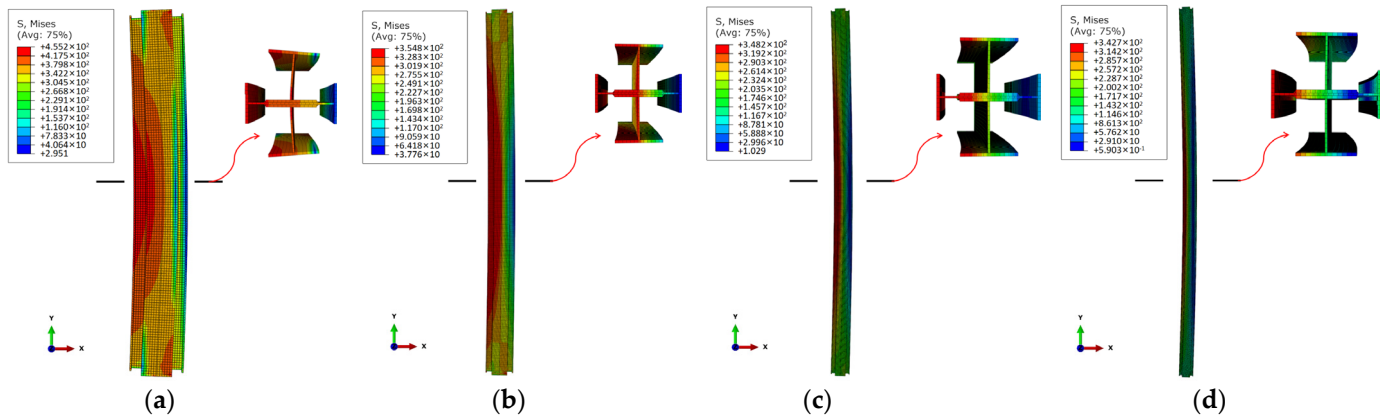 S, Mises
(Avg: 75%)
+4.552×10²
+4.175×10²
+3.798×10²
+3.422×10²
+3.045×10²
+2.668×10²
+2.291×10²
+1.914×10²
+1.537×10²
+1.160×10²
+7.833×10
+4.064×10
+2.951
Y
X
(a)
S, Mises
(Avg: 75%)
+3.548×10²
+3.283×10²
+3.019×10²
+2.755×10²
+2.491×10²
+2.227×10²
+1.963×10²
+1.698×10²
+1.434×10²
+1.170×10²
+9.059×10
+6.418×10
+3.776×10
Y
X
(b)
S, Mises
(Avg: 75%)
+3.482×10²
+3.192×10²
+2.903×10²
+2.614×10²
+2.324×10²
+2.035×10²
+1.746×10²
+1.457×10²
+1.167×10²
+8.781×10
+5.888×10
+2.996×10
+1.029
Y
X
(c)
S, Mises
(Avg: 75%)
+3.427×10²
+3.142×10²
+2.857×10²
+2.572×10²
+2.287×10²
+2.002×10²
+1.717×10²
+1.432×10²
+1.146×10²
+8.613×10
+5.762×10
+2.910×10
+5.903×10⁻¹
Y
X
(d)